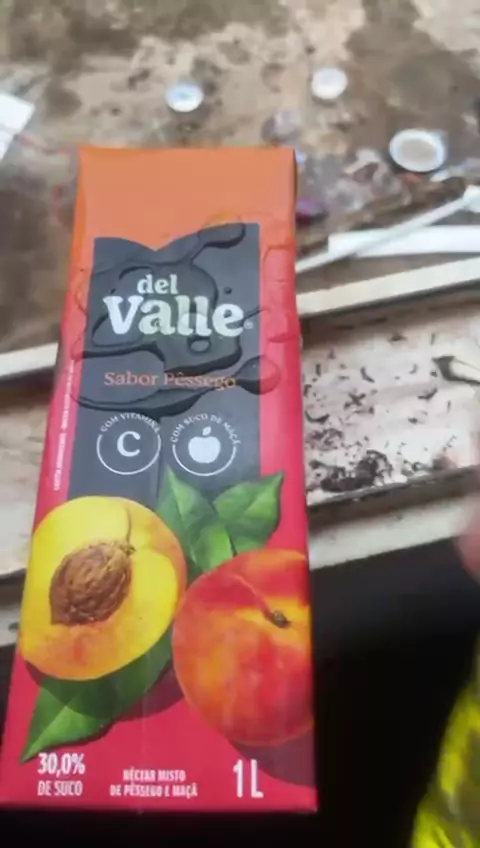 del
Valle
Sabor Pêssego
COM VITAMINA
C
COM SUCO DE MAÇÃ
30,0%
DE SUCO
NÉCTAR MISTO
DE PÊSSEGO E MAÇÃ
1L